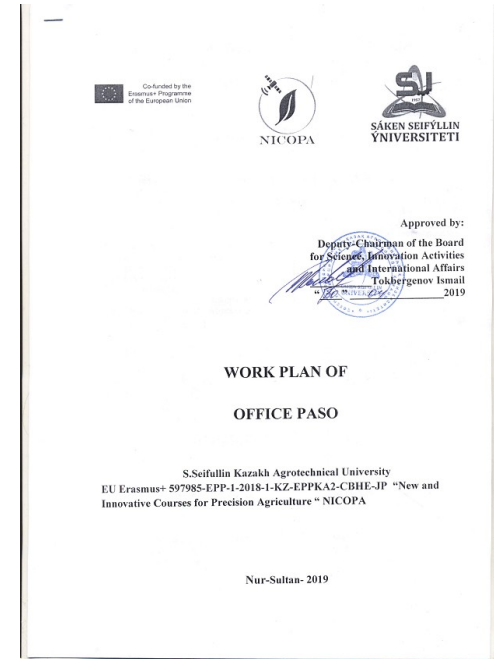 Co-funded by the
Erasmus+ Programme
of the European Union
NICOPA
SÁKEN SEIFÝLLIN
ÝNIVERSITETI
Approved by:
Deputy-Chairman of the Board
for Science, Innovation Activities
and International Affairs
Tokbergenov Ismail
“ 30 ” 2019
WORK PLAN OF
OFFICE PASO
S.Seifullin Kazakh Agrotechnical University
EU Erasmus+ 597985-EPP-1-2018-1-KZ-EPPKA2-CBHE-JP “New and
Innovative Courses for Precision Agriculture “ NICOPA
Nur-Sultan- 2019